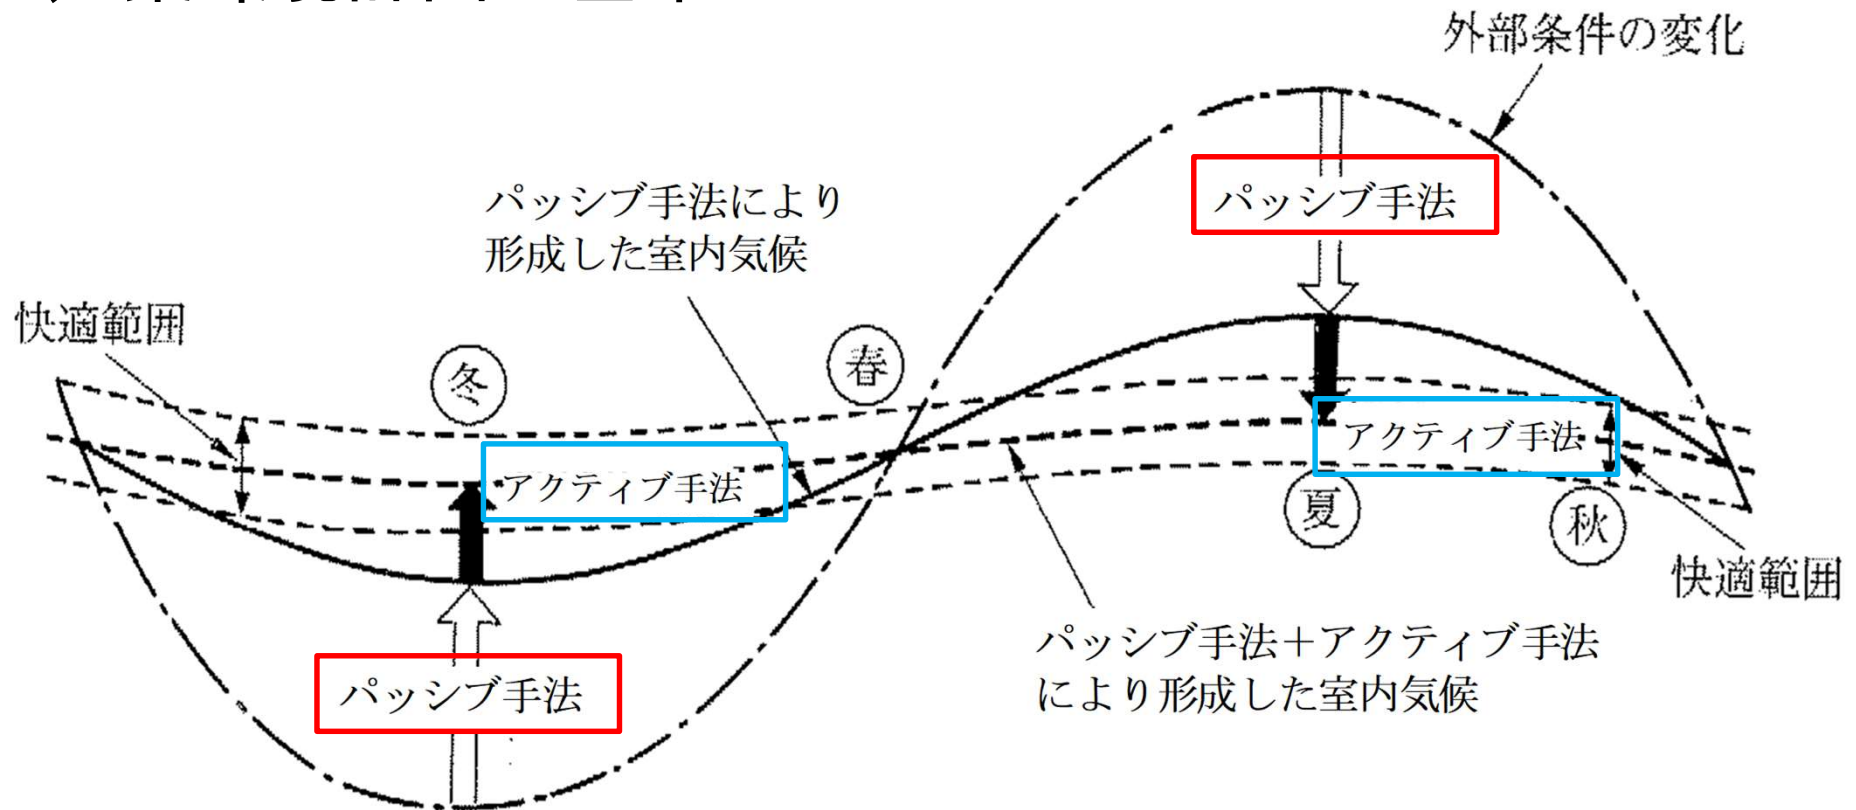 外部条件の変化
パッシブ手法により
形成した室内気候
パッシブ手法
快適範囲
冬
春
アクティブ手法
アクティブ手法
夏
秋
快適範囲
パッシブ手法
パッシブ手法＋アクティブ手法
により形成した室内気候